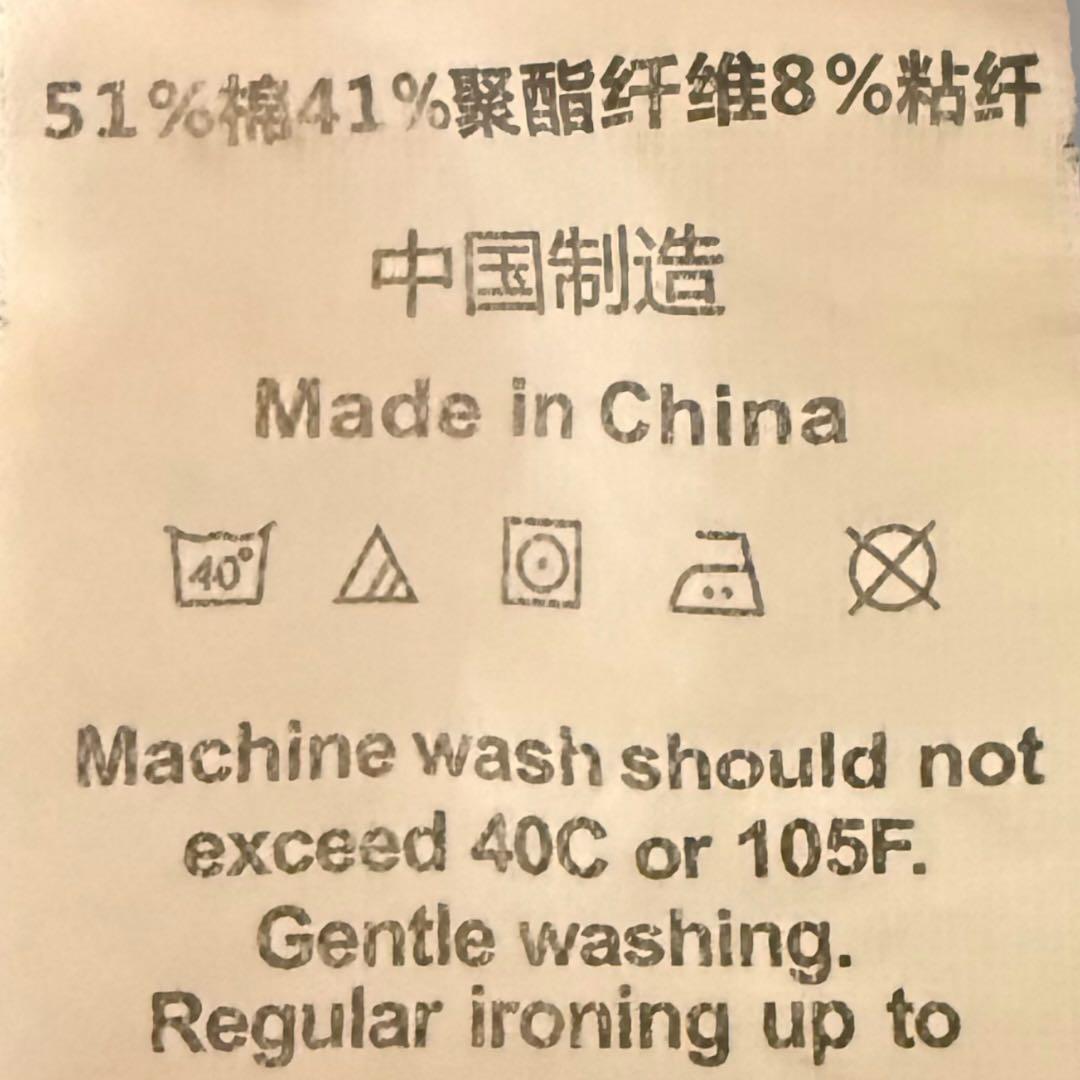 51%棉41%聚酯纤维8%粘纤
中国制造
Made in China
40°
Machine wash should not
exceed 40C or 105F.
Gentle washing.
Regular ironing up to